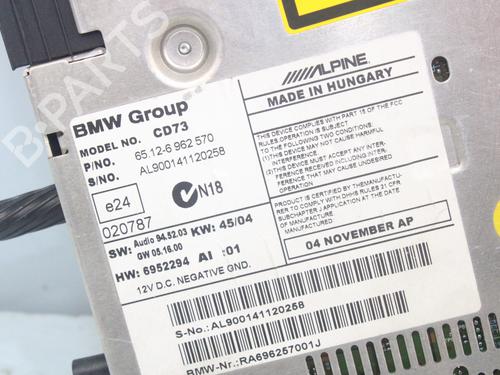 B-PARTS
BMW Group
MODEL NO. CD73
P/NO. 65.12-6 962 570
S/NO. AL900141120258
e24
020787
N18
SW: Audio 94.52.03 KW: 45/04
GW 05.16.00
HW: 6952294 AI :01
12V D.C. NEGATIVE GND.
ALPINE
MADE IN HUNGARY
THIS DEVICE COMPLIES WITH PART 15 OF THE FCC
RULES.OPERATION IS SUBJECT
TO THE FOLLOWING TWO CONDITIONS:
(1)THIS DEVICE MAY NOT CAUSE HARMFUL
INTERFERENCE
(2)THIS DEVICE MUST ACCEPT ANY INTER-
FERENCE RECEIVED INCLUDING INTER-
FERENCE THAT MAY CAUSE UNDESIRED
OPERATION
PRODUCT IS CERTIFIED BY THEMANUFACTU-
RER TO COMPLY WITH DHHS RULES 21 CFR.
SUBCHAPTER J APPLICATION AT THE DATE
OF MANUFACTURE
04 NOVEMBER AP
S-No.: AL900141120258
BMW-Nr.:RA696257001J